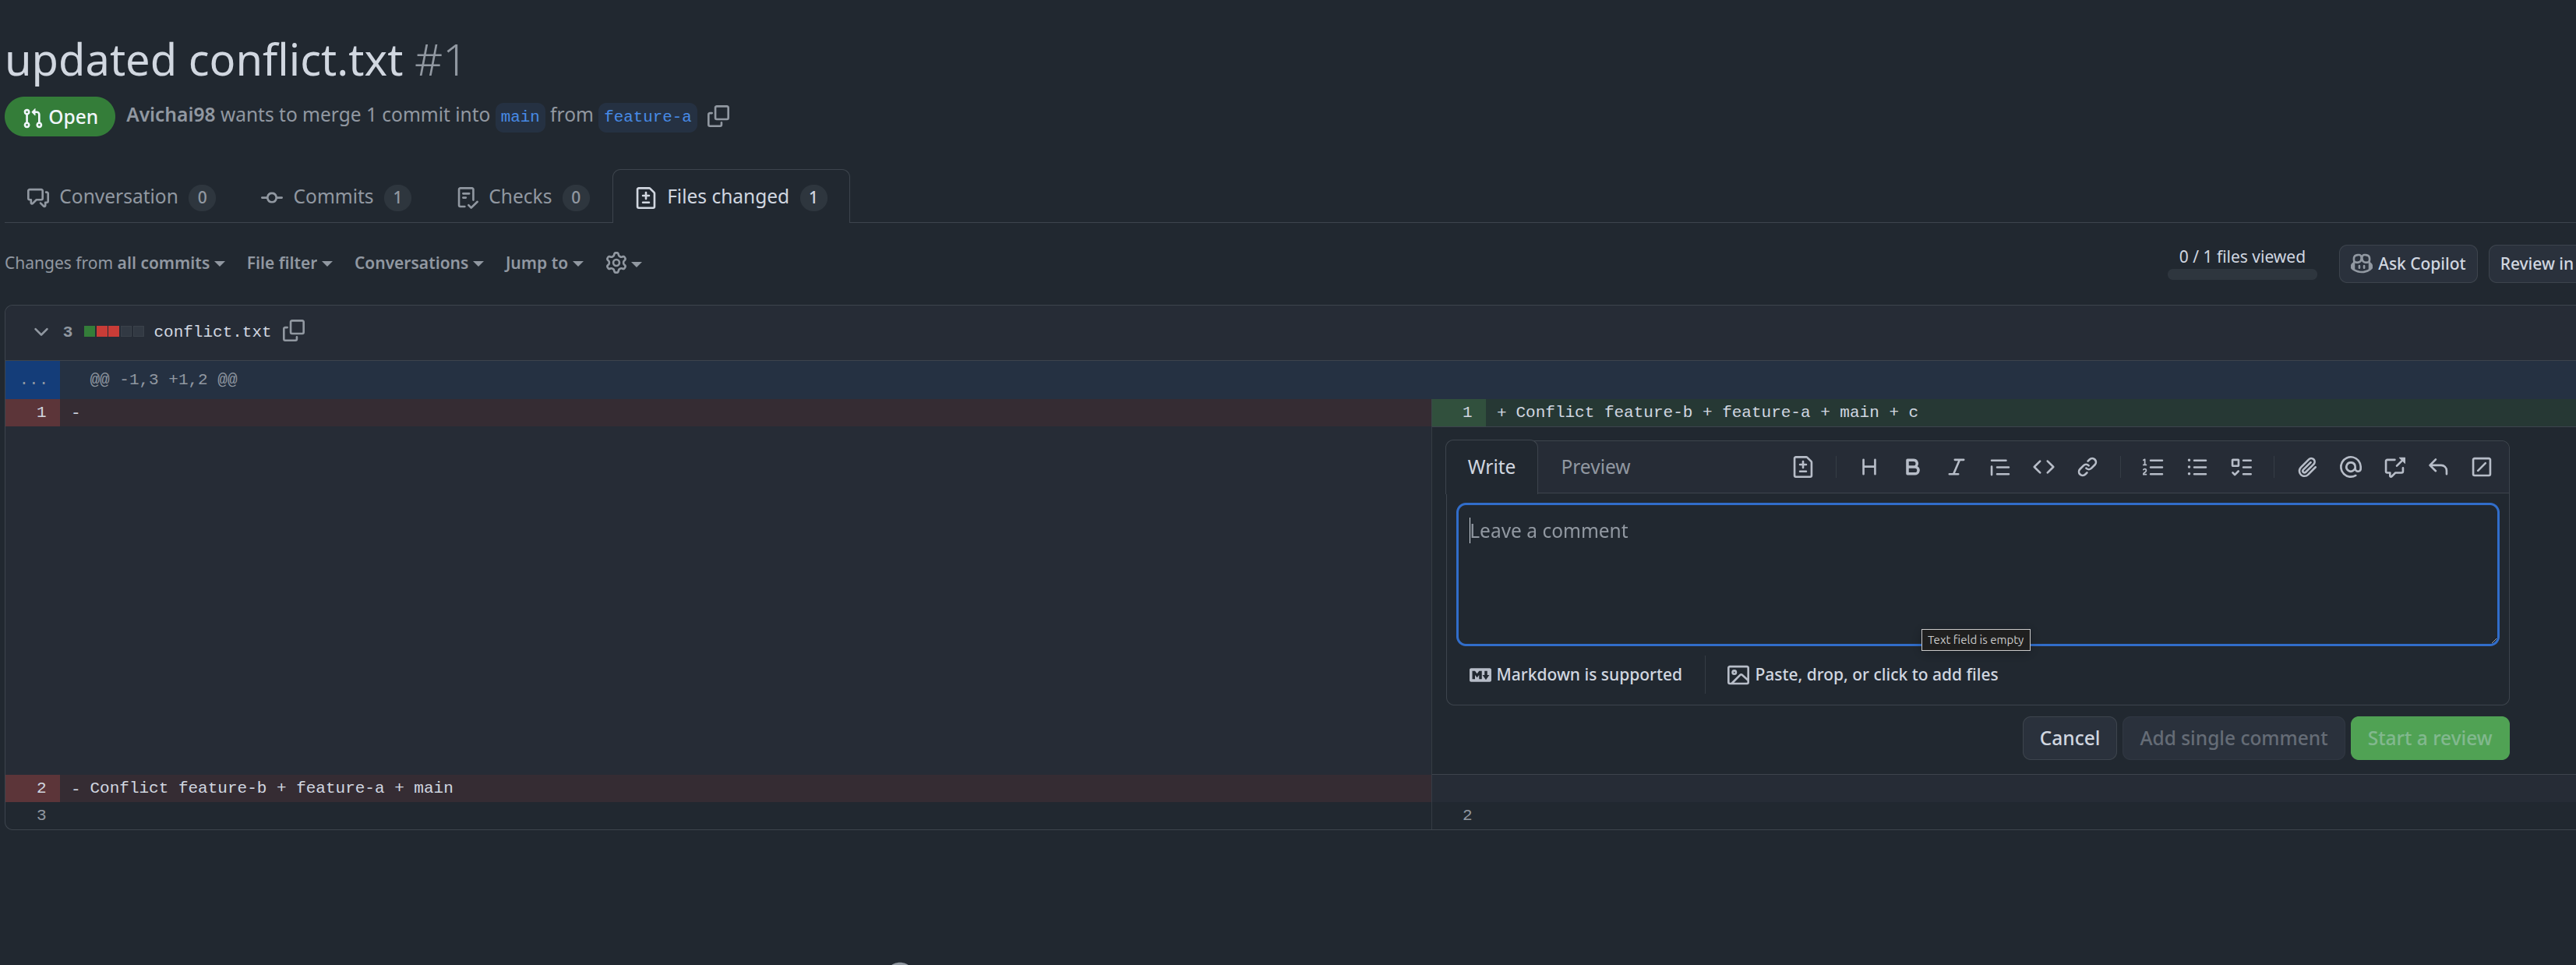 updated conflict.txt #1
Open Avichai98 wants to merge 1 commit into main from feature-a
Conversation 0 Commits 1 Checks 0 Files changed 1
Changes from all commits File filter Conversations Jump to 0 / 1 files viewed Ask Copilot Review in
3 conflict.txt
... @@ -1,3 +1,2 @@
1 - 1 + Conflict feature-b + feature-a + main + c
Write Preview
Leave a comment
Text field is empty
Markdown is supported Paste, drop, or click to add files
Cancel Add single comment Start a review
2 - Conflict feature-b + feature-a + main
3 2